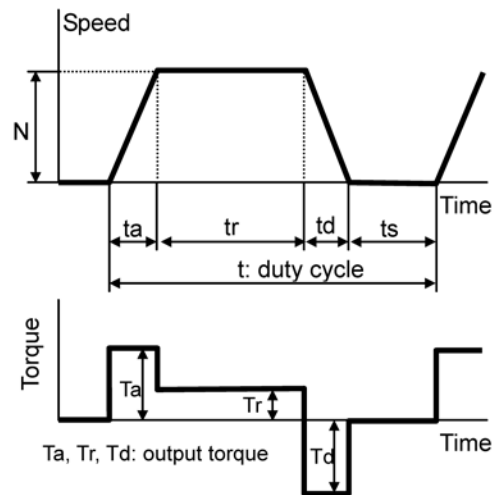 Speed
N
Time
ta tr td ts
t: duty cycle
Torque
Ta
Tr
Td
Time
Ta, Tr, Td: output torque